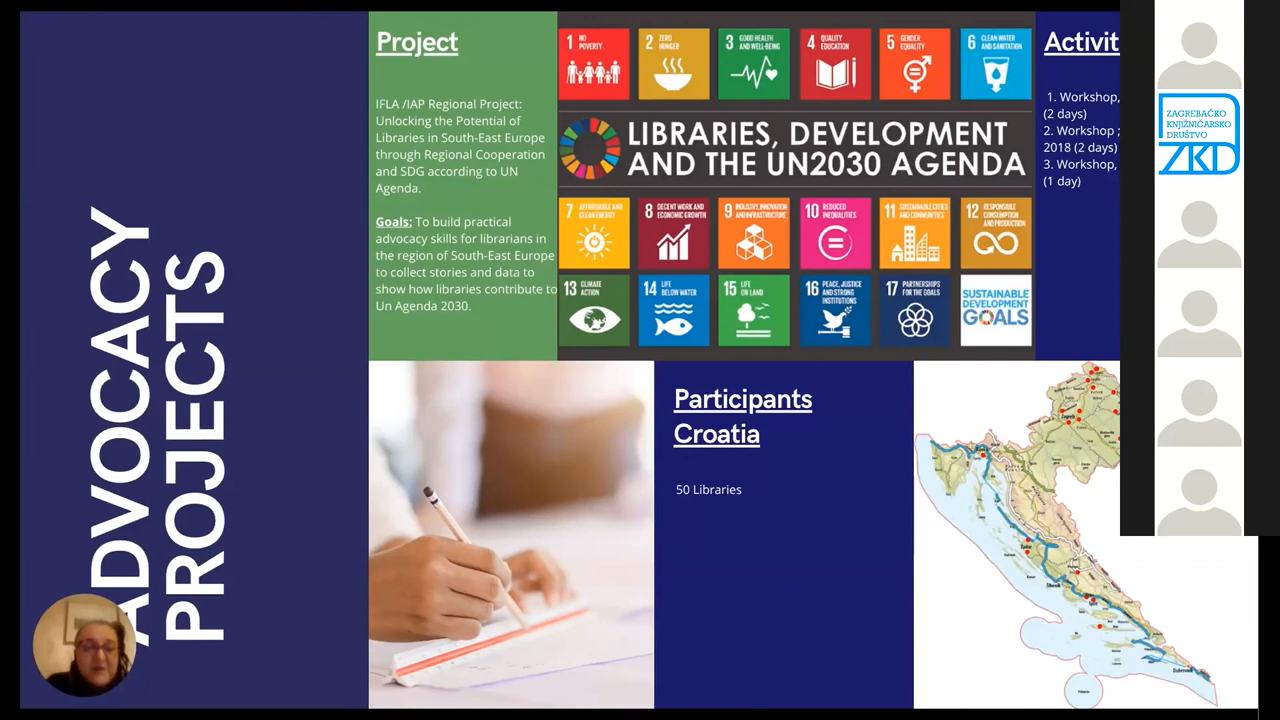 ADVOCACY
PROJECTS
Project
IFLA /IAP Regional Project:
Unlocking the Potential of
Libraries in South-East Europe
through Regional Cooperation
and SDG according to UN
Agenda.
Goals: To build practical
advocacy skills for librarians in
the region of South-East Europe
to collect stories and data to
show how libraries contribute to
Un Agenda 2030.
1 NO
POVERTY
2 ZERO
HUNGER
3 GOOD HEALTH
AND WELL-BEING
4 QUALITY
EDUCATION
5 GENDER
EQUALITY
6 CLEAN WATER
AND SANITATION
LIBRARIES, DEVELOPMENT
AND THE UN2030 AGENDA
7 AFFORDABLE AND
CLEAN ENERGY
8 DECENT WORK AND
ECONOMIC GROWTH
9 INDUSTRY, INNOVATION
AND INFRASTRUCTURE
10 REDUCED
INEQUALITIES
11 SUSTAINABLE CITIES
AND COMMUNITIES
12 RESPONSIBLE
CONSUMPTION
AND PRODUCTION
13 CLIMATE
ACTION
14 LIFE
BELOW WATER
15 LIFE
ON LAND
16 PEACE, JUSTICE
AND STRONG
INSTITUTIONS
17 PARTNERSHIPS
FOR THE GOALS
SUSTAINABLE
DEVELOPMENT
GOALS
Activit
1. Workshop,
(2 days)
2. Workshop ;
2018 (2 days)
3. Workshop,
(1 day)
ZAGREBAČKO
KNJIŽNIČARSKO
DRUŠTVO
ZKD
Participants
Croatia
50 Libraries
Zagreb
Zadar
Šibenik
Dubrovnik